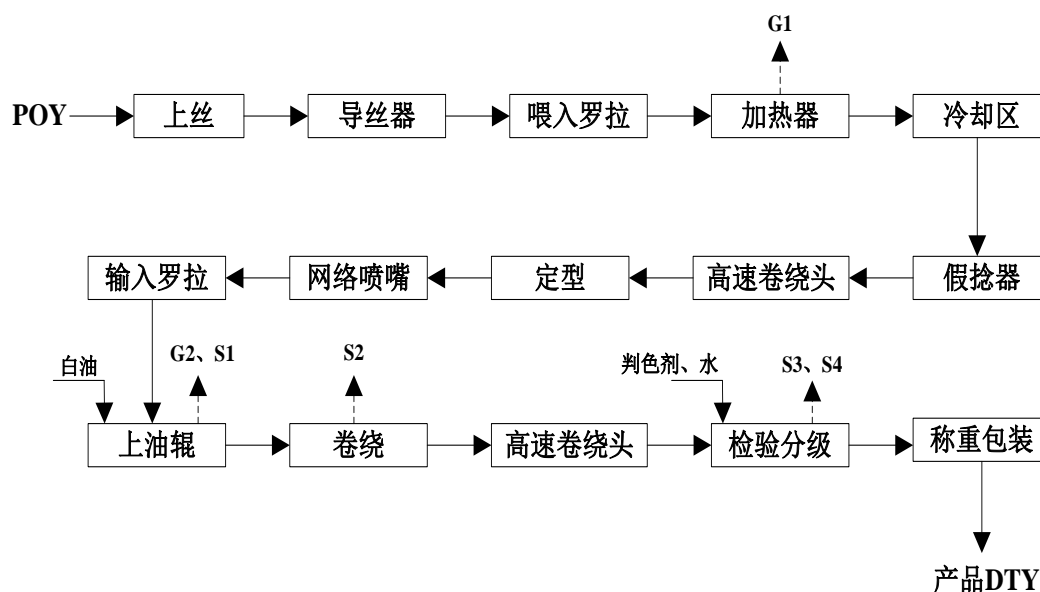 G1
POY
上丝
导丝器
喂入罗拉
加热器
冷却区
输入罗拉
网络喷嘴
定型
高速卷绕头
假捻器
白油
G2、S1
S2
判色剂、水
S3、S4
上油辊
卷绕
高速卷绕头
检验分级
称重包装
产品DTY